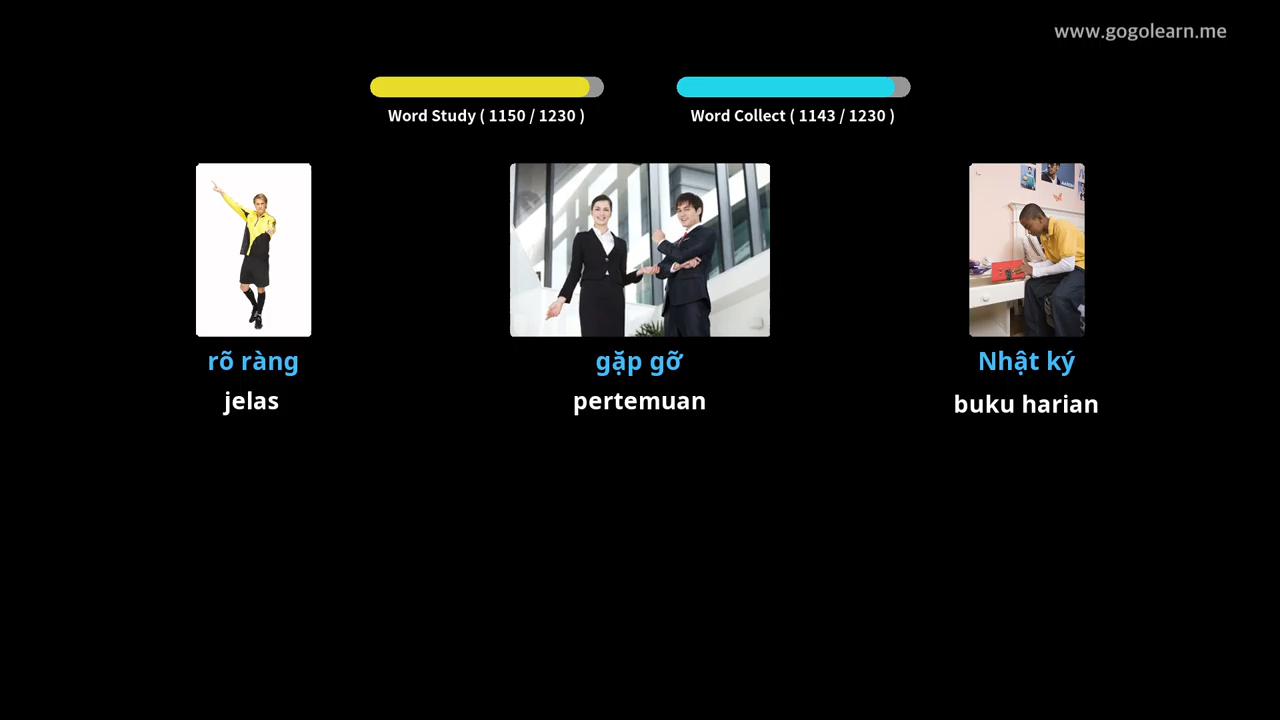 www.gogolearn.me
Word Study ( 1150 / 1230 )
Word Collect ( 1143 / 1230 )
rõ ràng
jelas
gặp gỡ
pertemuan
Nhật ký
buku harian